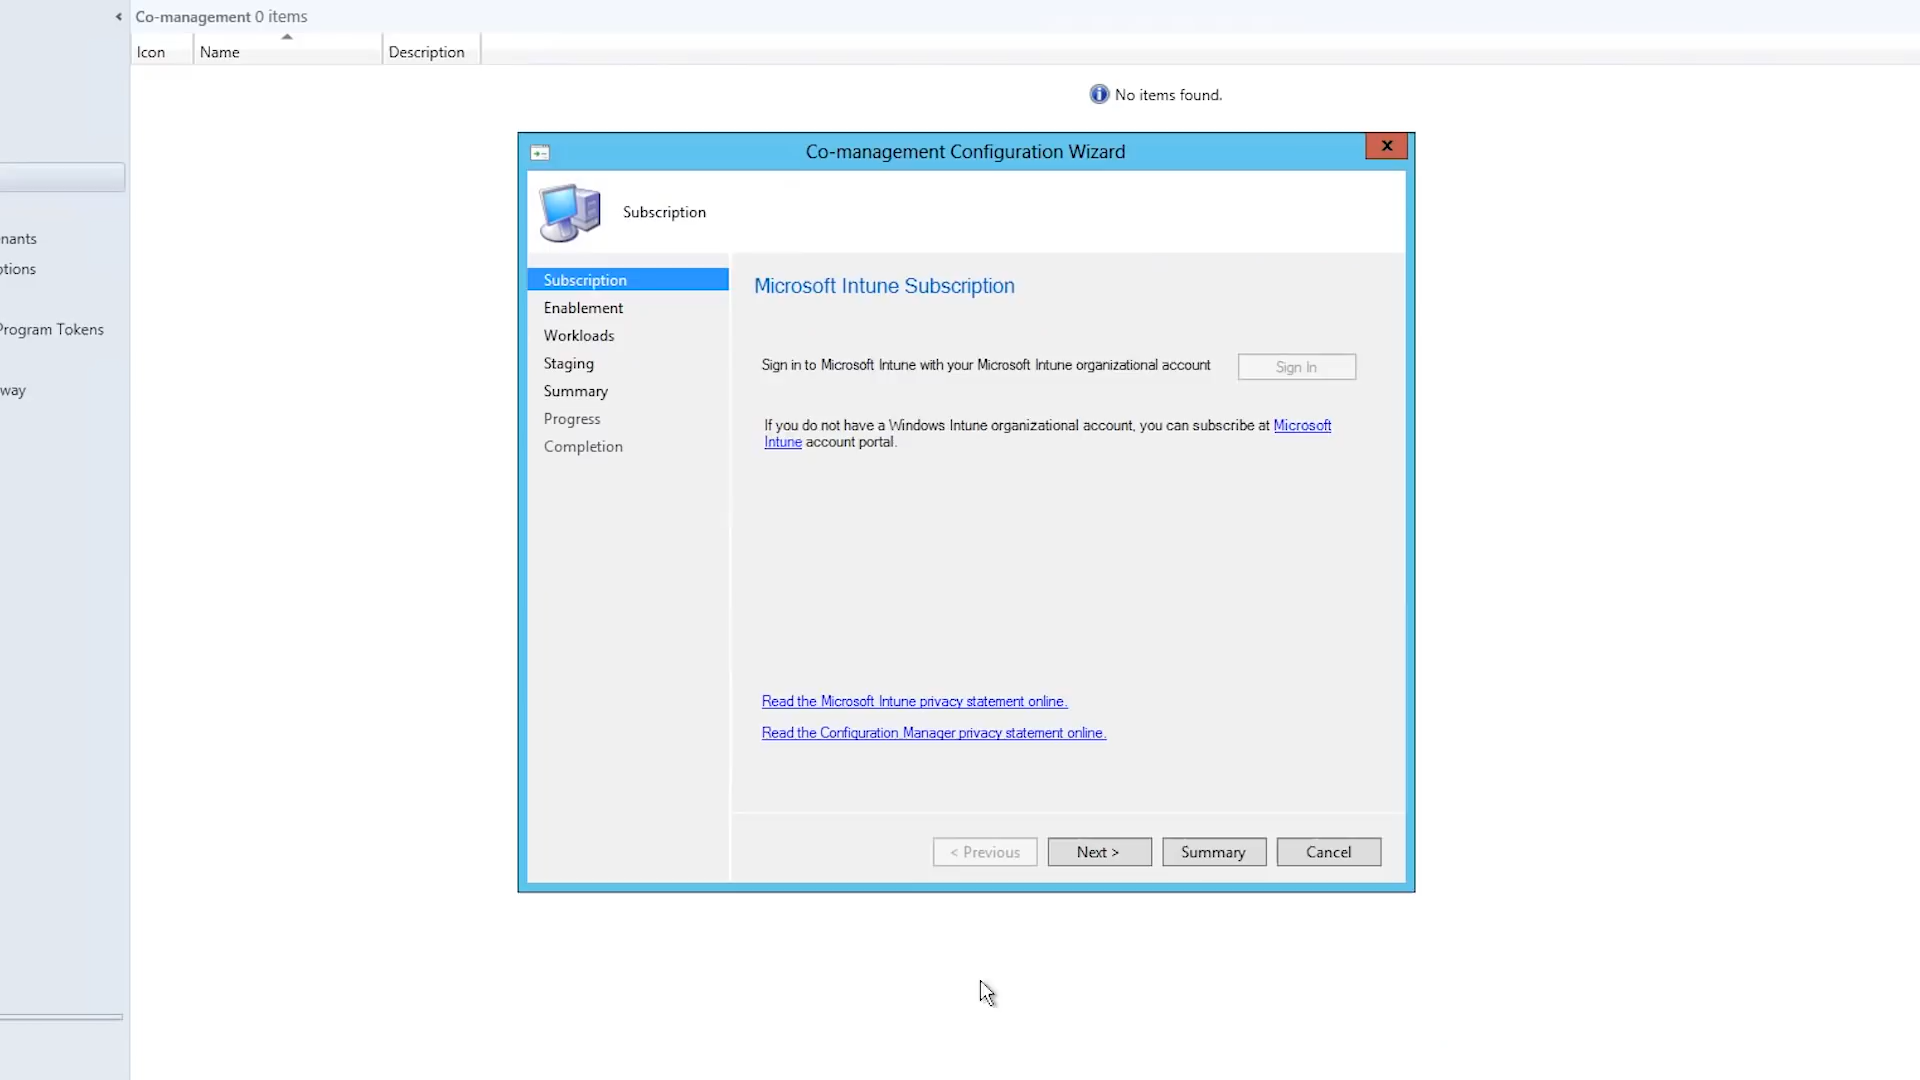 Co-management 0 items
Icon
Name
Description
No items found.
nants
Program Tokens
way
Co-management Configuration Wizard
x
Subscription
Subscription
Enablement
Workloads
Staging
Summary
Progress
Completion
Microsoft Intune Subscription
Sign in to Microsoft Intune with your Microsoft Intune organizational account
Sign In
If you do not have a Windows Intune organizational account, you can subscribe at Microsoft
Intune account portal.
Read the Microsoft Intune privacy statement online.
Read the Configuration Manager privacy statement online.
< Previous
Next >
Summary
Cancel